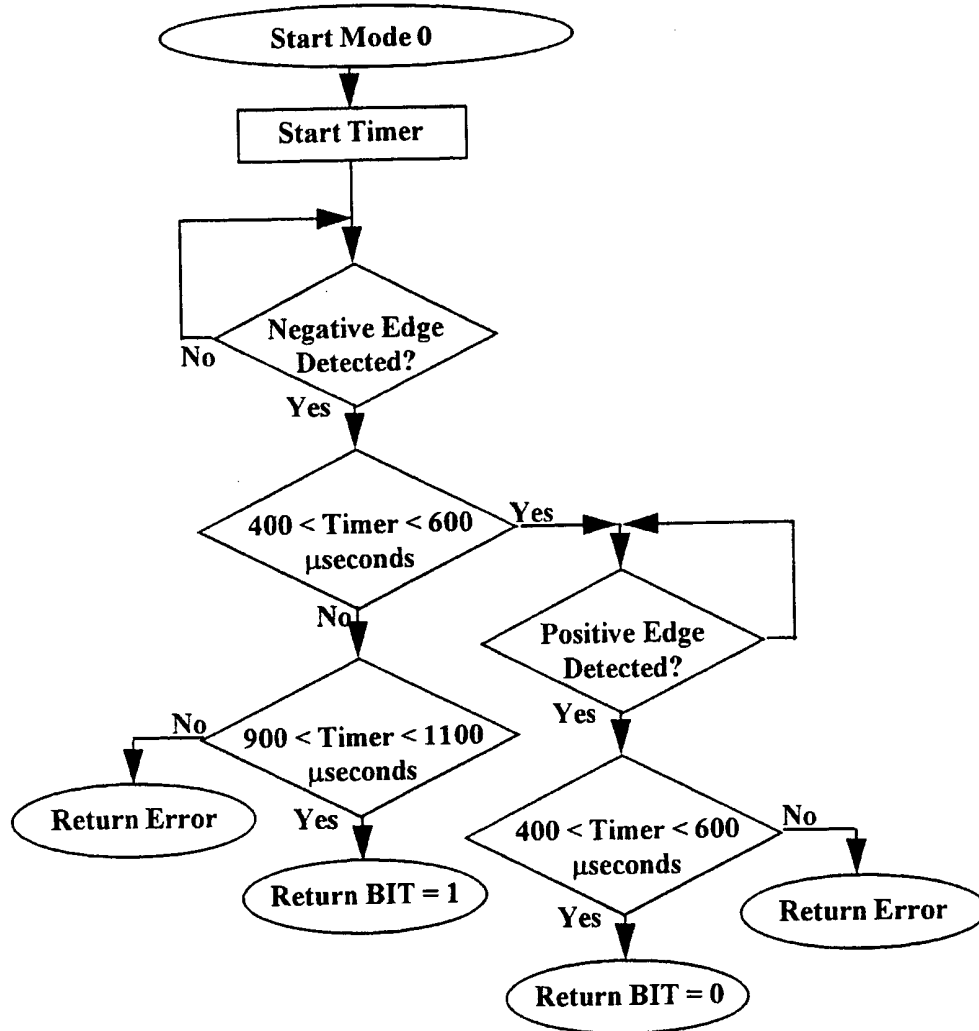 Start Mode 0
Start Timer
Negative Edge
Detected?
No
Yes
400 < Timer < 600
μseconds
Yes
No
Positive Edge
Detected?
Yes
900 < Timer < 1100
μseconds
No
Return Error
Yes
Return BIT = 1
400 < Timer < 600
μseconds
No
Return Error
Yes
Return BIT = 0